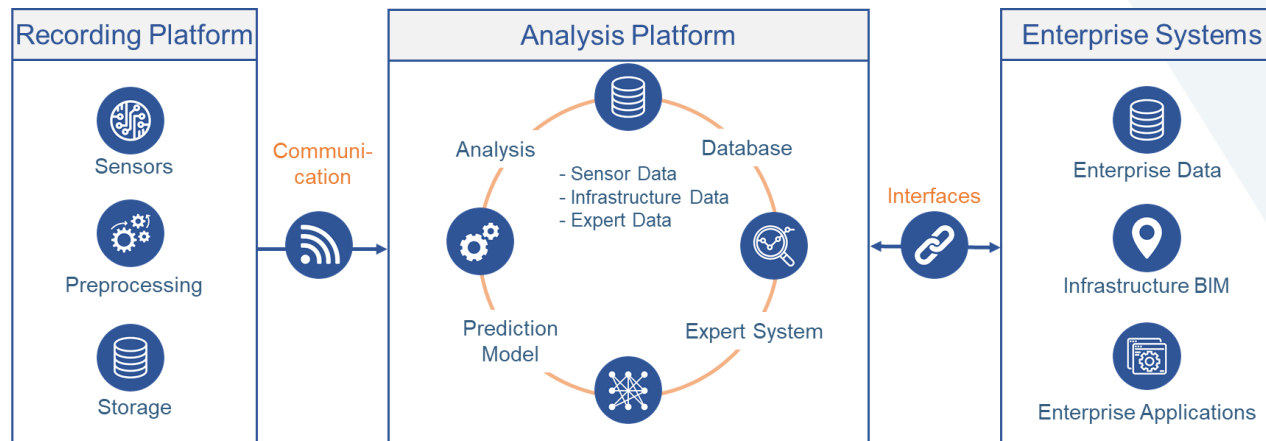 Recording Platform
Sensors
Preprocessing
Storage
Communi-
cation
Analysis Platform
Analysis
Database
- Sensor Data
- Infrastructure Data
- Expert Data
Prediction
Model
Expert System
Interfaces
Enterprise Systems
Enterprise Data
Infrastructure BIM
Enterprise Applications